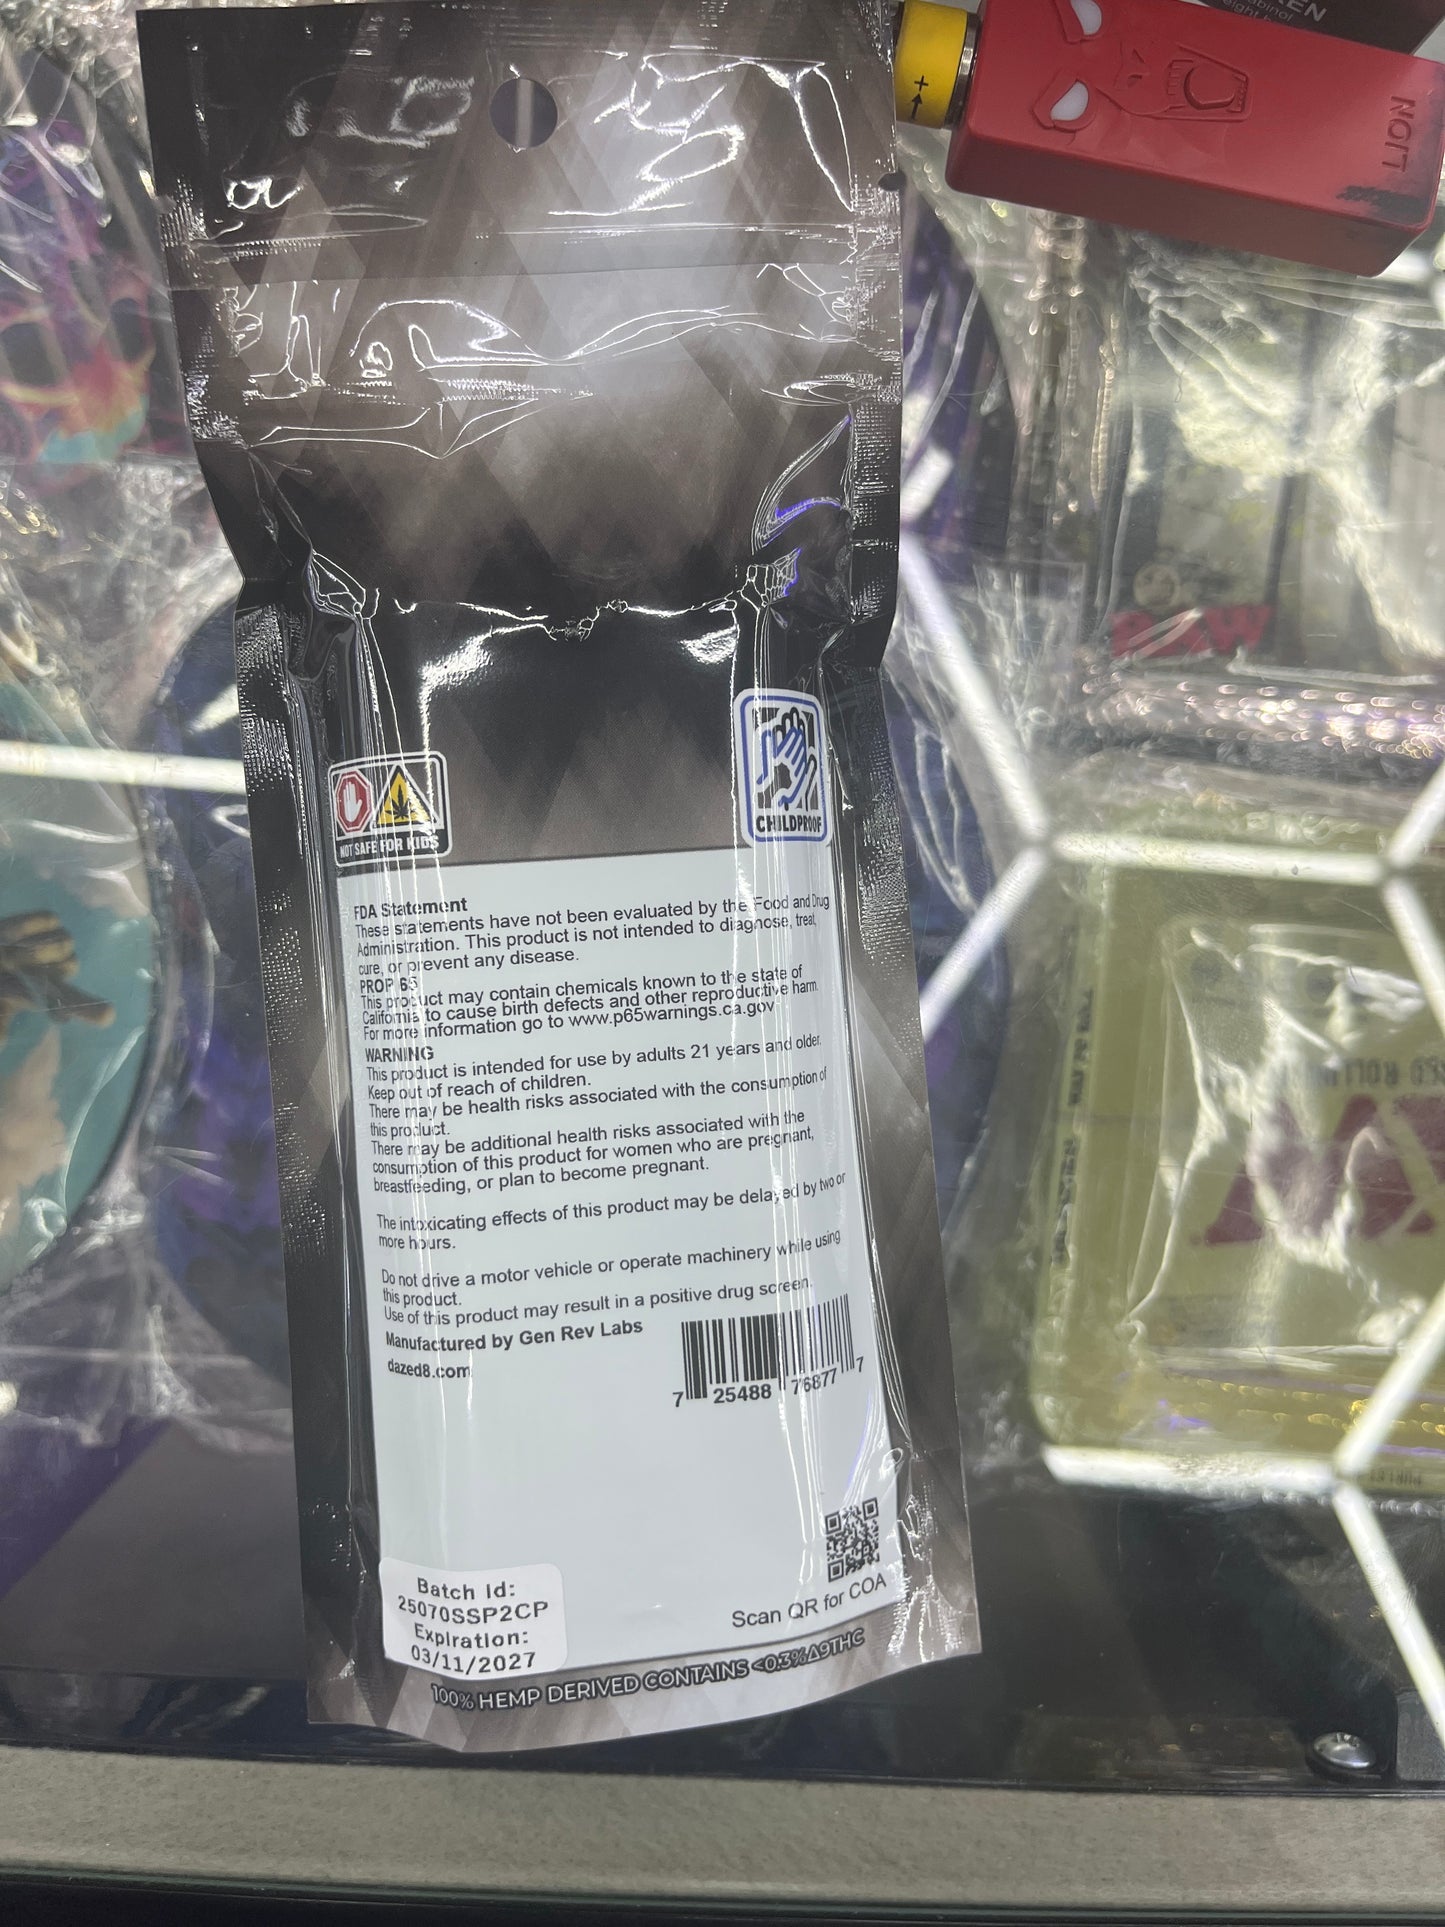 LION
NOT SAFE FOR KIDS
CHILDPROOF
FDA Statement
These statements have not been evaluated by the Food and Drug
Administration. This product is not intended to diagnose, treat,
cure, or prevent any disease.
PROP 65
This product may contain chemicals known to the state of
California to cause birth defects and other reproductive harm.
For more information go to www.p65warnings.ca.gov
WARNING
This product is intended for use by adults 21 years and older.
Keep out of reach of children.
There may be health risks associated with the consumption of
this product.
There may be additional health risks associated with the
consumption of this product for women who are pregnant,
breastfeeding, or plan to become pregnant.
The intoxicating effects of this product may be delayed by two or
more hours.
Do not drive a motor vehicle or operate machinery while using
this product.
Use of this product may result in a positive drug screen.
Manufactured by Gen Rev Labs
dazed8.com
7 25488 76877 7
Batch Id:
25070SSP2CP
Expiration:
03/11/2027
Scan QR for COA
100% HEMP DERIVED CONTAINS <0.3%Δ9THC
RAW